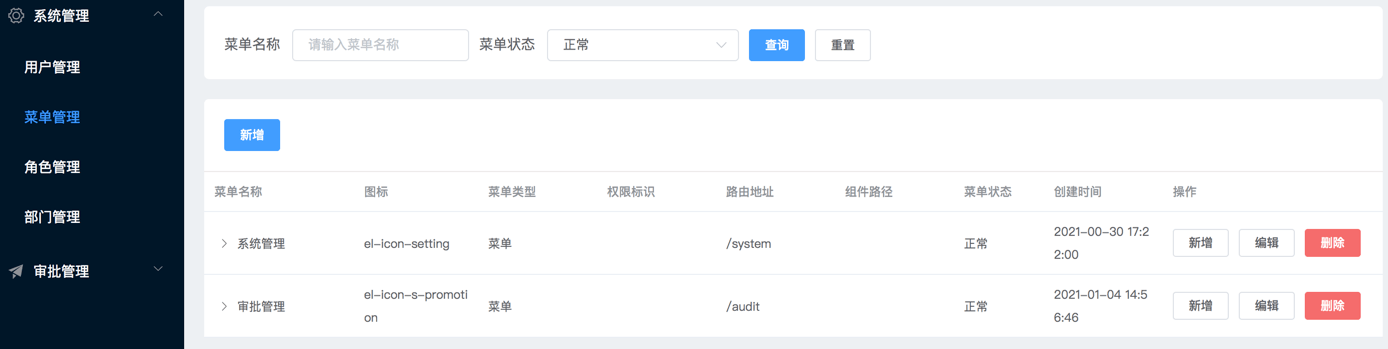 系统管理
用户管理
菜单管理
角色管理
部门管理
审批管理
菜单名称 请输入菜单名称 菜单状态 正常 查询 重置
新增
菜单名称 图标 菜单类型 权限标识 路由地址 组件路径 菜单状态 创建时间 操作
系统管理 el-icon-setting 菜单 /system 正常 2021-00-30 17:2
2:00 新增 编辑 删除
审批管理 el-icon-s-promoti
on 菜单 /audit 正常 2021-01-04 14:5
6:46 新增 编辑 删除